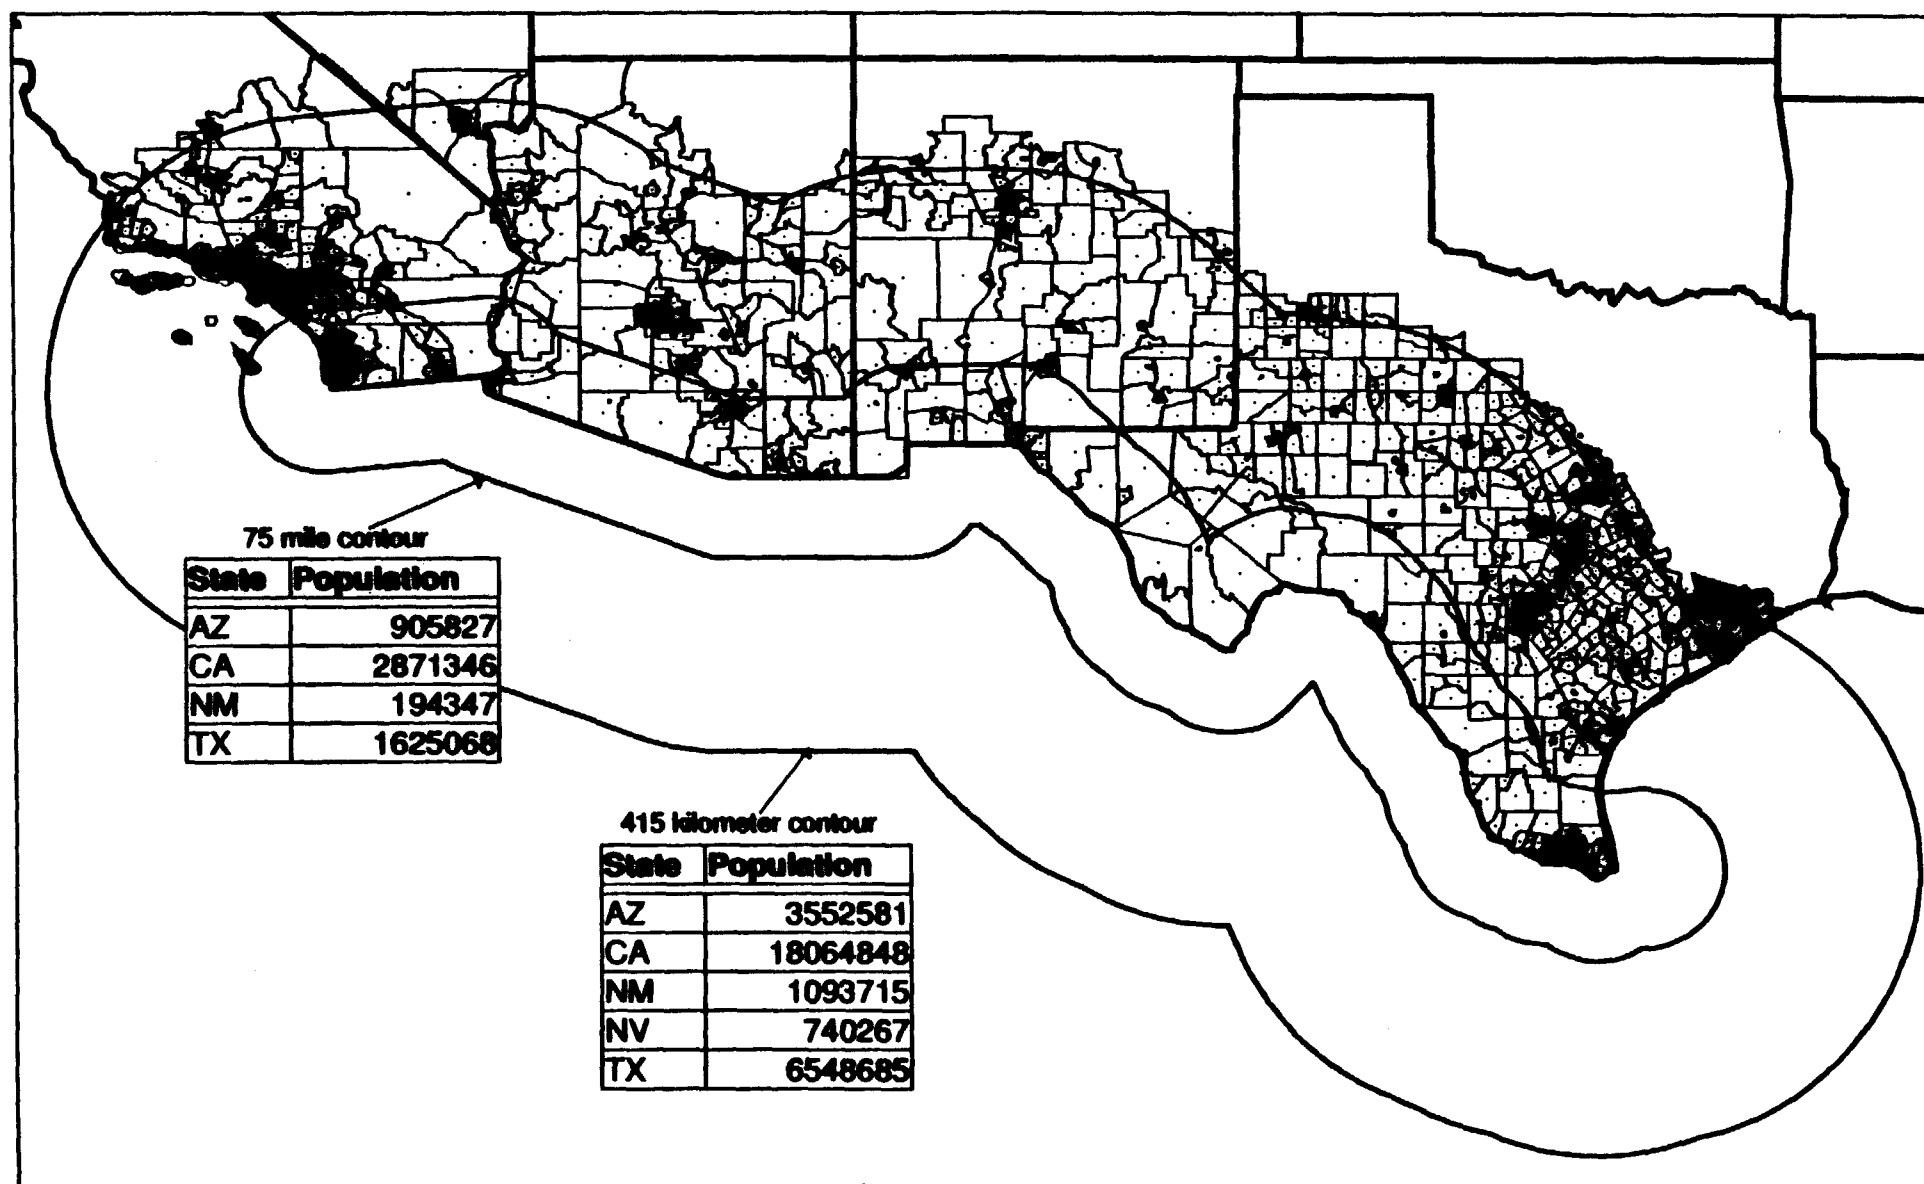 75 mile contour
State Population
AZ 905827
CA 2871346
NM 194347
TX 1625068
415 kilometer contour
State Population
AZ 3552581
CA 18064848
NM 1093715
NV 740267
TX 6548685